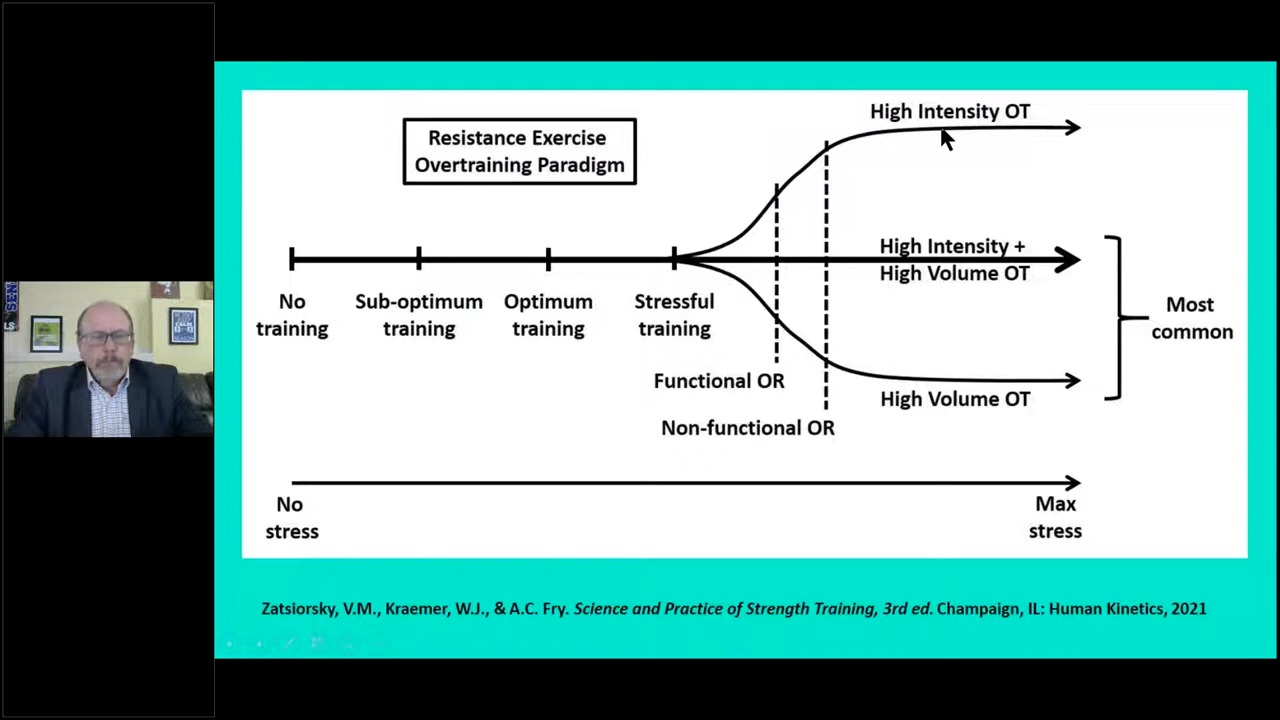 Resistance Exercise
Overtraining Paradigm
High Intensity OT
High Intensity +
High Volume OT
No
training
Sub-optimum
training
Optimum
training
Stressful
training
Most
common
Functional OR
High Volume OT
Non-functional OR
No
stress
Max
stress
Zatsiorsky, V.M., Kraemer, W.J., & A.C. Fry. Science and Practice of Strength Training, 3rd ed. Champaign, IL: Human Kinetics, 2021